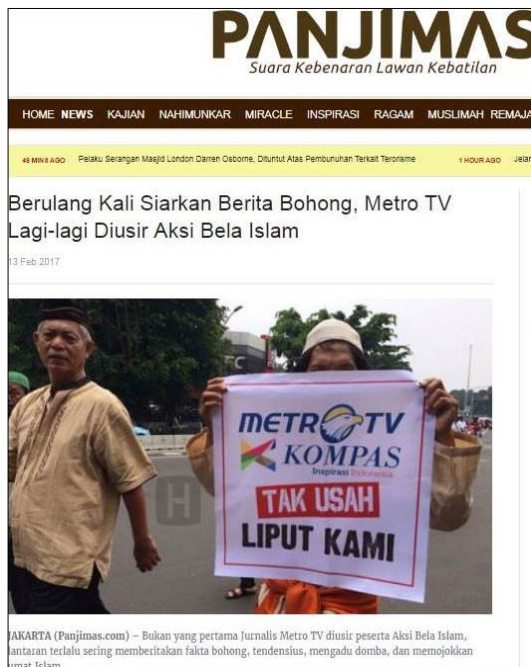 PANJIMAS
Suara Kebenaran Lawan Kebatilan
HOME NEWS KAJIAN NAHIMUNKAR MIRACLE INSPIRASI RAGAM MUSLIMAH REMAJA
48 MINS AGO Pelaku Serangan Masjid London Darren Osborne, Dituntut Atas Pembunuhan Terkait Terorisme 1 HOUR AGO Jelan
Berulang Kali Siarkan Berita Bohong, Metro TV
Lagi-lagi Diusir Aksi Bela Islam
13 Feb 2017
METRO TV
KOMPAS
Inspirasi Indonesia
TAK USAH
LIPUT KAMI
H
JAKARTA (Panjimas.com) – Bukan yang pertama Jurnalis Metro TV diusir peserta Aksi Bela Islam,
lantaran terlalu sering memberitakan fakta bohong, tendensius, mengadu domba, dan memojokkan
umat Islam